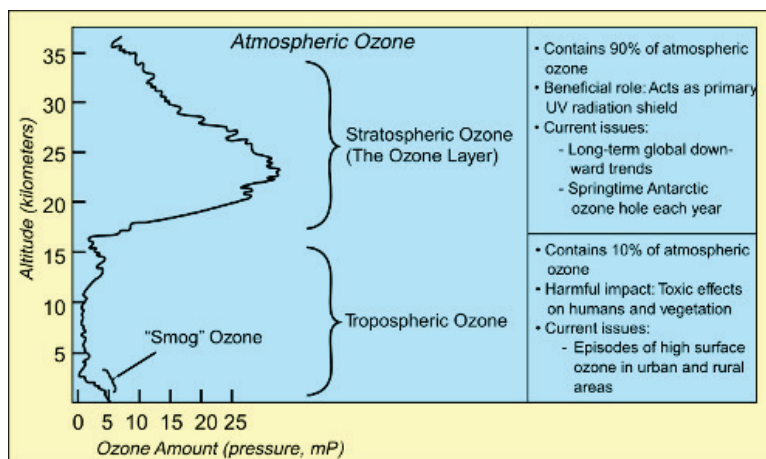 Atmospheric Ozone
35
30
25
20
15
10
5
Altitude (kilometers)
Stratospheric Ozone
(The Ozone Layer)
Tropospheric Ozone
"Smog" Ozone
0 5 10 15 20 25
Ozone Amount (pressure, mP)
• Contains 90% of atmospheric
ozone
• Beneficial role: Acts as primary
UV radiation shield
• Current issues:
- Long-term global down-
ward trends
- Springtime Antarctic
ozone hole each year
• Contains 10% of atmospheric
ozone
• Harmful impact: Toxic effects
on humans and vegetation
• Current issues:
- Episodes of high surface
ozone in urban and rural
areas